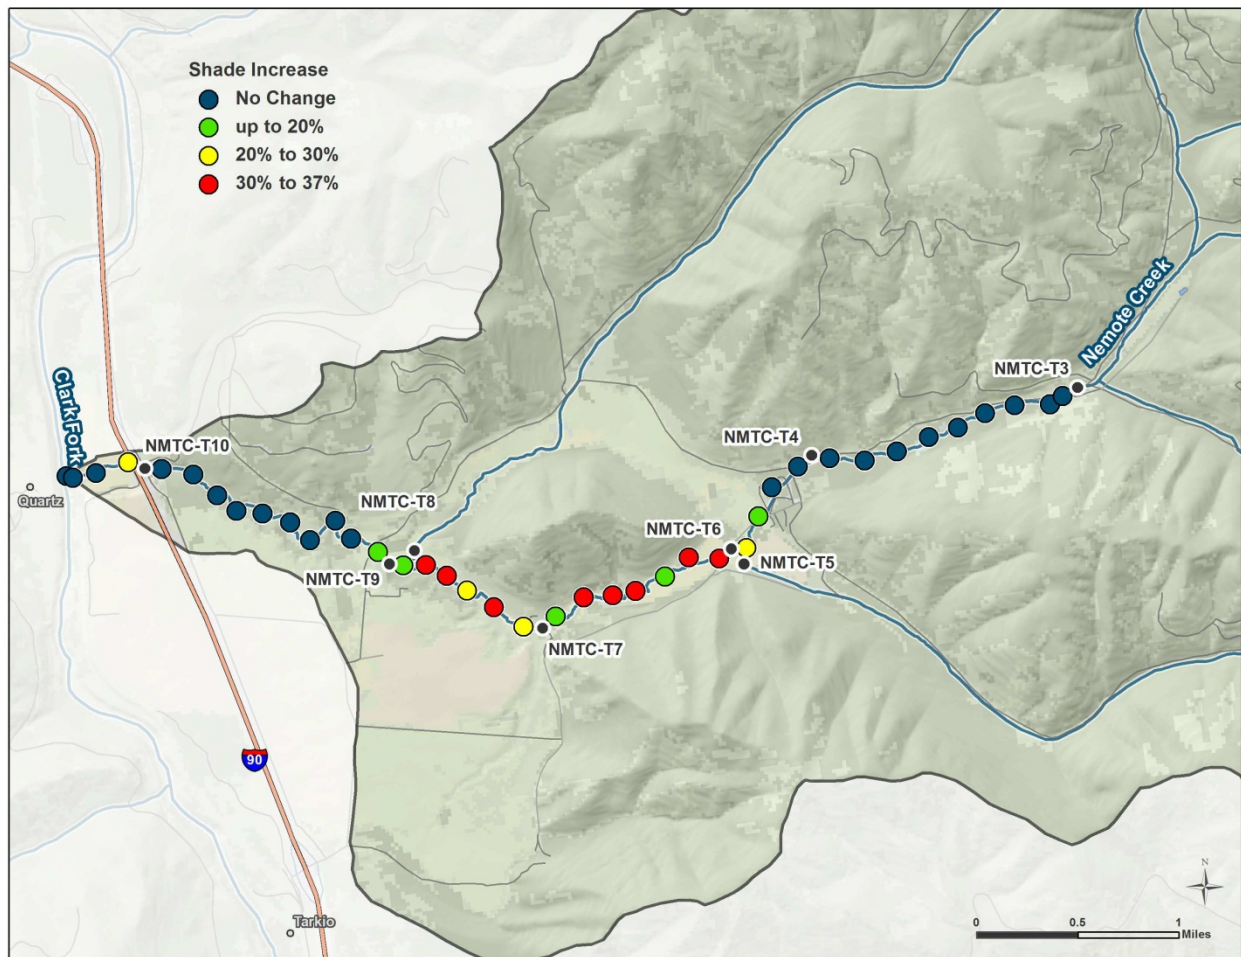 Shade Increase
No Change
up to 20%
20% to 30%
30% to 37%
Nemote Creek
NMTC-T3
Clark Fork
NMTC-T10
NMTC-T4
Quartz
NMTC-T8
NMTC-T6
NMTC-T9
NMTC-T5
NMTC-T7
90
N
Tarkio
0 0.5 1
Miles